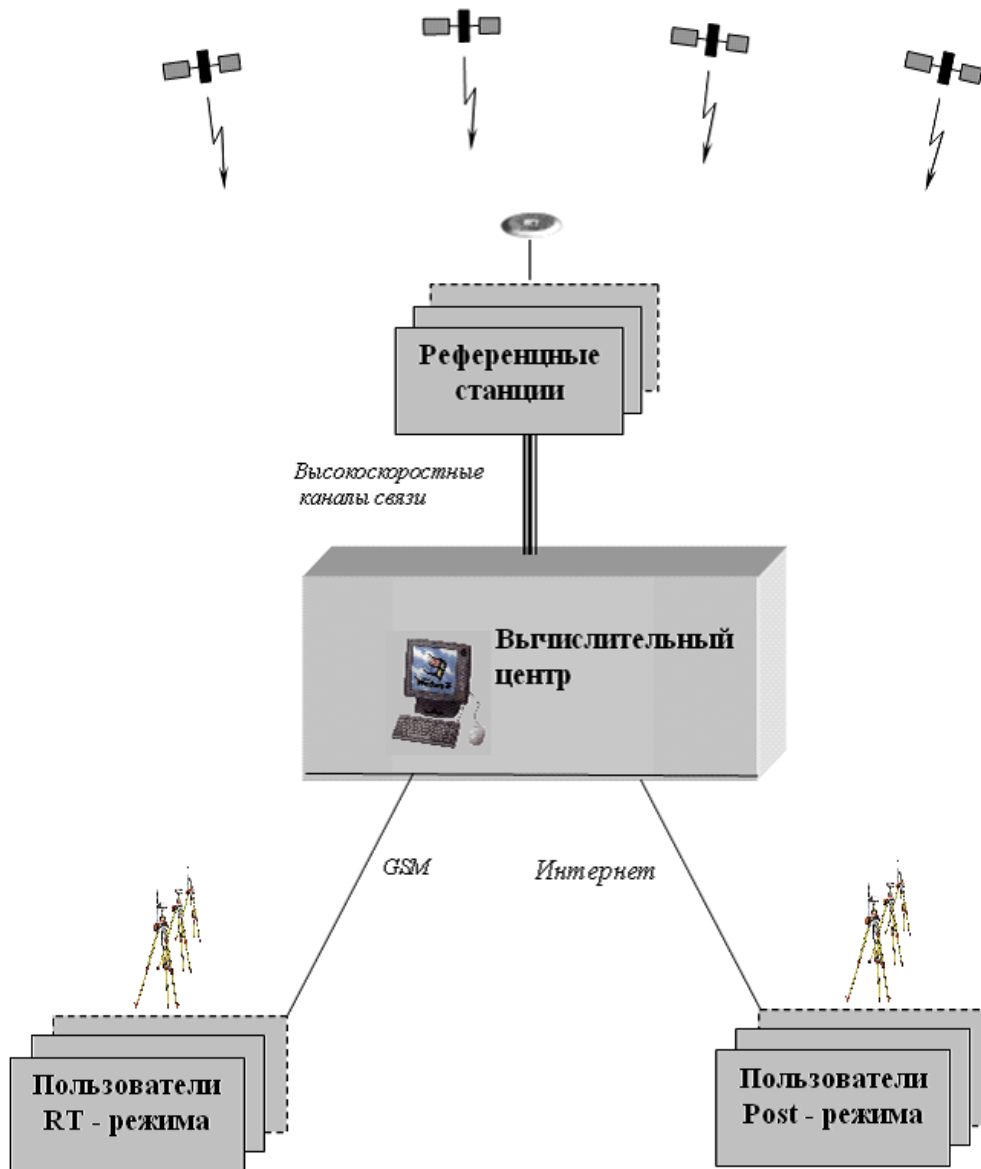 Референцные
станции
Высокоскоростные
каналы связи
Вычислительный
центр
GSM
Интернет
Пользователи
RT - режима
Пользователи
Post - режима